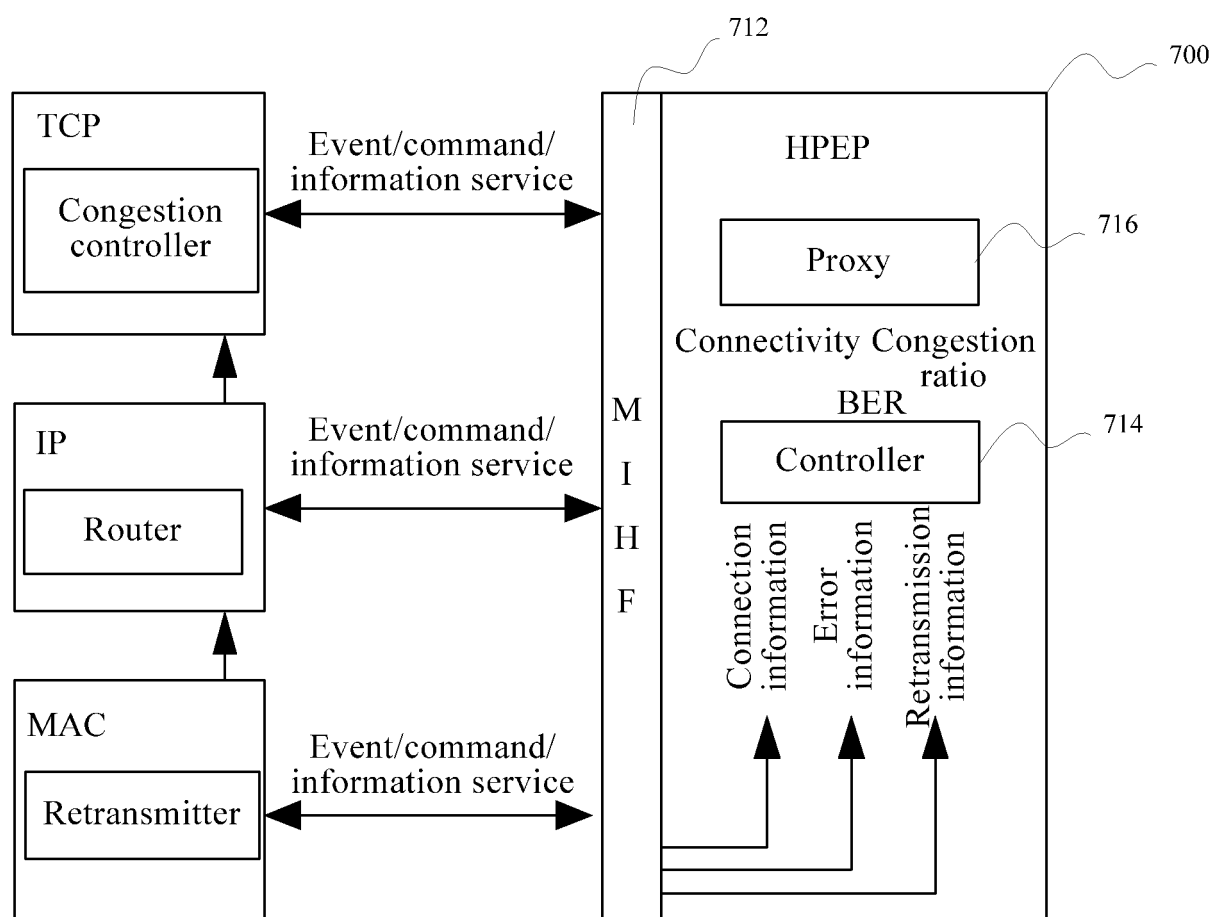 712
700
TCP
Congestion
controller
Event/command/
information service
HPEP
Proxy
716
Connectivity Congestion
ratio
BER
Controller
714
IP
Router
Event/command/
information service
M
I
H
F
Connection
information
Error
information
Retransmission
information
MAC
Retransmitter
Event/command/
information service